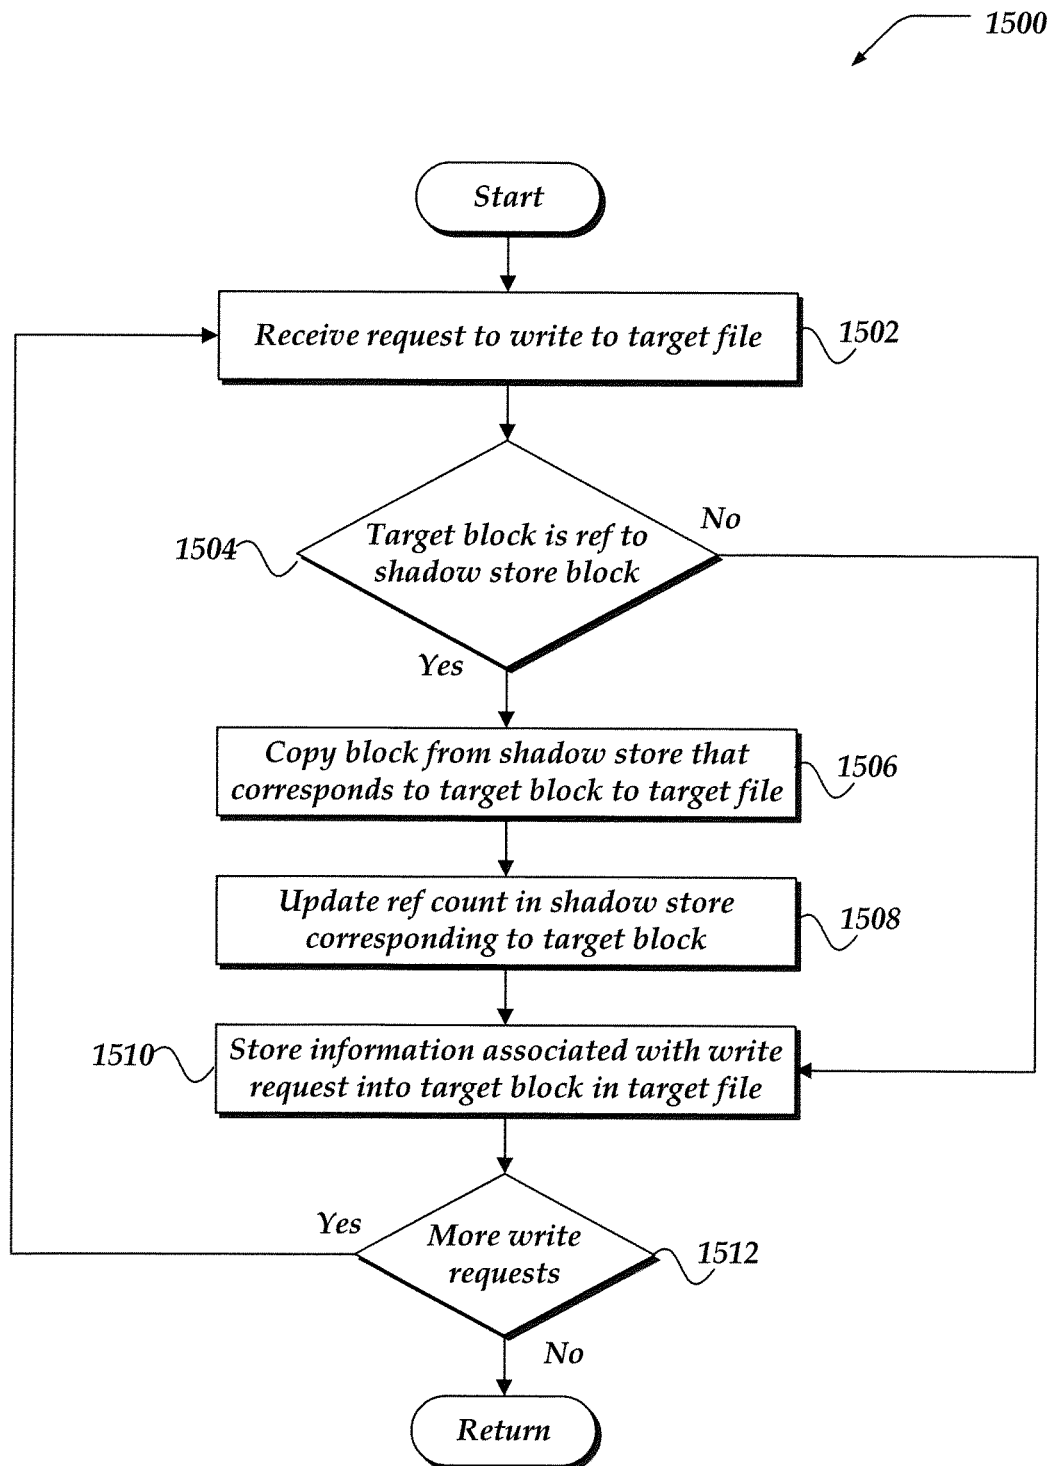 1500
Start
Receive request to write to target file
1502
Target block is ref to
shadow store block
1504
No
Yes
Copy block from shadow store that
corresponds to target block to target file
1506
Update ref count in shadow store
corresponding to target block
1508
Store information associated with write
request into target block in target file
1510
More write
requests
Yes
1512
No
Return